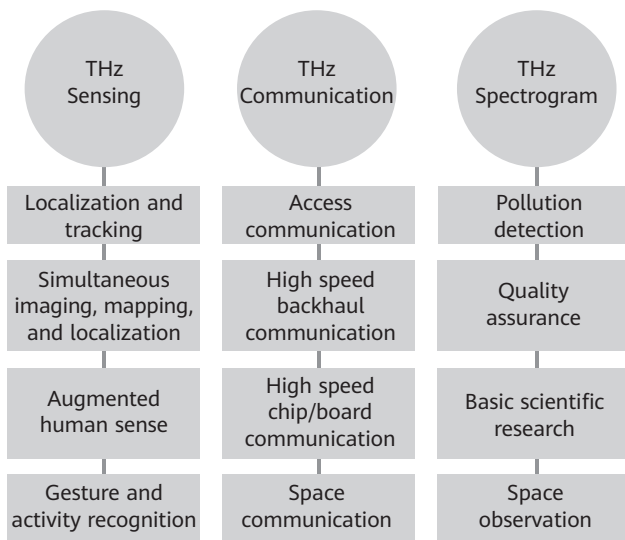 THz
Sensing
Localization and
tracking
Simultaneous
imaging, mapping,
and localization
Augmented
human sense
Gesture and
activity recognition
THz
Communication
Access
communication
High speed
backhaul
communication
High speed
chip/board
communication
Space
communication
THz
Spectrogram
Pollution
detection
Quality
assurance
Basic scientific
research
Space
observation